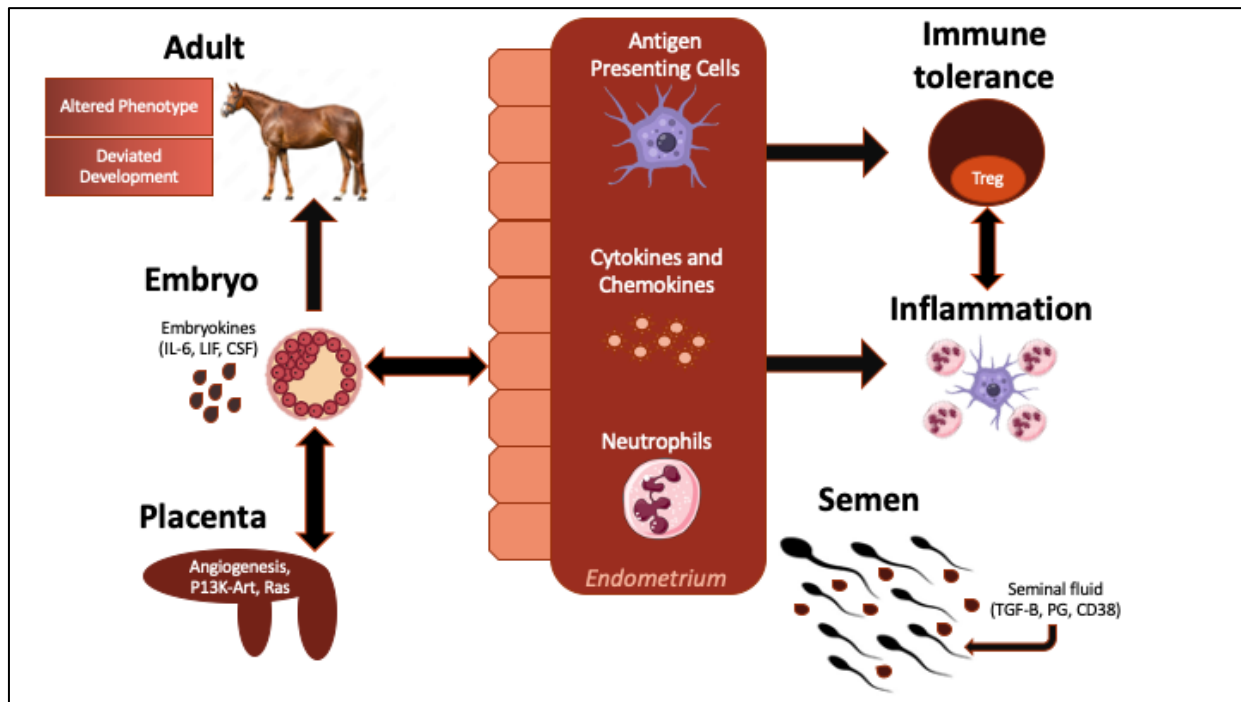 Adult
Altered Phenotype
Deviated
Development
Embryo
Embryokines
(IL-6, LIF, CSF)
Placenta
Angiogenesis,
P13K-Art, Ras
Antigen
Presenting Cells
Cytokines and
Chemokines
Neutrophils
Endometrium
Immune
tolerance
Treg
Inflammation
Semen
Seminal fluid
(TGF-B, PG, CD38)